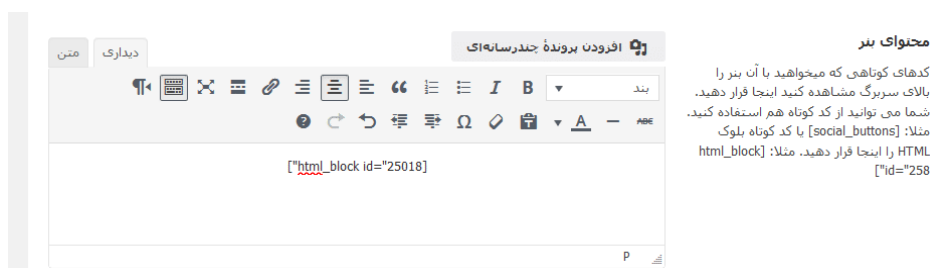 محتوای بنر
کدهای کوتاهی که میخواهید با آن بنر را
بالای سربرگ مشاهده کنید اینجا قرار دهید.
شما می توانید از کد کوتاه هم استفاده کنید.
مثلا: [social_buttons] یا کد کوتاه بلوک
HTML را اینجا قرار دهید. مثلا: [html_block
id="258"]
افزودن پروندهٔ چندرسانه‌ای
دیداری
متن
بند
[html_block id="25018"]
P